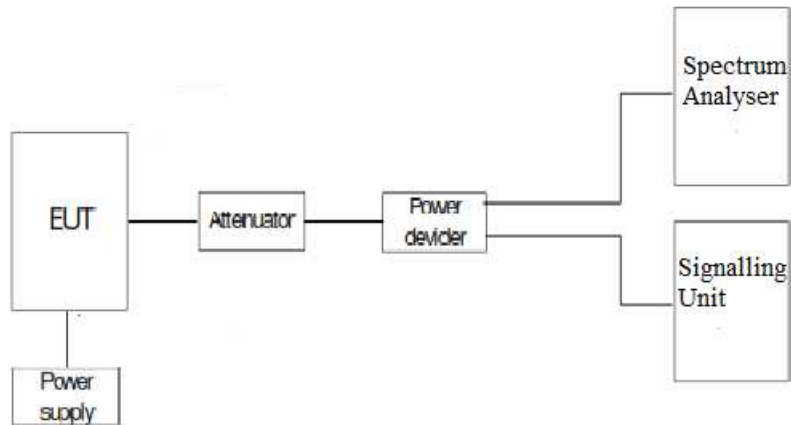 EUT
Attenuator
Power
devider
Spectrum
Analyser
Signalling
Unit
Power
supply